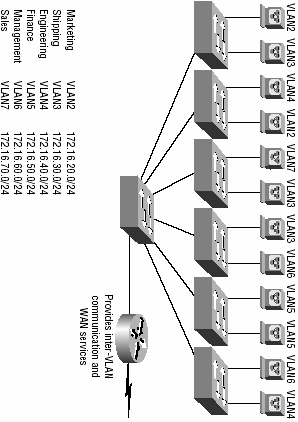 VLAN2 VLAN3 VLAN4 VLAN2 VLAN7 VLAN3 VLAN3 VLAN6 VLAN5 VLAN5 VLAN6 VLAN4
Provides inter-VLAN
communication and
WAN services
Marketing VLAN2 172.16.20.0/24
Shipping VLAN3 172.16.30.0/24
Engineering VLAN4 172.16.40.0/24
Finance VLAN5 172.16.50.0/24
Management VLAN6 172.16.60.0/24
Sales VLAN7 172.16.70.0/24